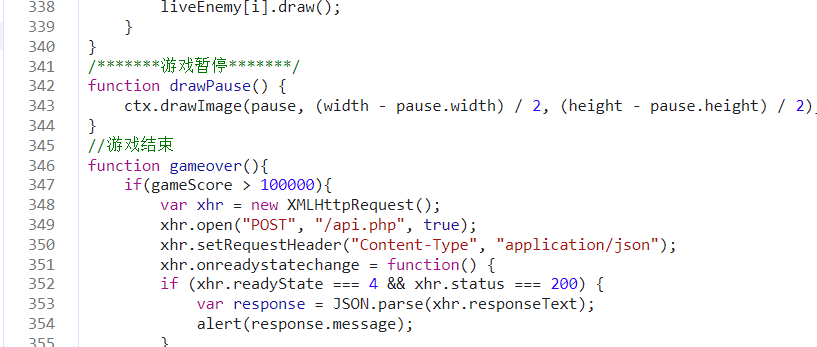 338 liveEnemy[i].draw();
339 }
340 }
341 /*******游戏暂停*******/
342 function drawPause() {
343 ctx.drawImage(pause, (width - pause.width) / 2, (height - pause.height) / 2)
344 }
345 //游戏结束
346 function gameover(){
347 if(gameScore > 100000){
348 var xhr = new XMLHttpRequest();
349 xhr.open("POST", "/api.php", true);
350 xhr.setRequestHeader("Content-Type", "application/json");
351 xhr.onreadystatechange = function() {
352 if (xhr.readyState === 4 && xhr.status === 200) {
353 var response = JSON.parse(xhr.responseText);
354 alert(response.message);
355 }